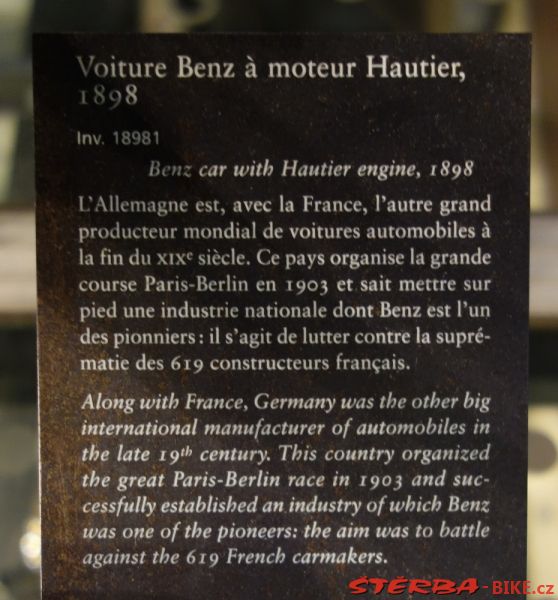 Voiture Benz à moteur Hautier,
1898
Inv. 18981
Benz car with Hautier engine, 1898
L'Allemagne est, avec la France, l'autre grand
producteur mondial de voitures automobiles à
la fin du XIXe siècle. Ce pays organise la grande
course Paris-Berlin en 1903 et sait mettre sur
pied une industrie nationale dont Benz est l'un
des pionniers : il s'agit de lutter contre la supré-
matie des 619 constructeurs français.
Along with France, Germany was the other big
international manufacturer of automobiles in
the late 19th century. This country organized
the great Paris-Berlin race in 1903 and suc-
cessfully established an industry of which Benz
was one of the pioneers: the aim was to battle
against the 619 French carmakers.
STERBA-BIKE.cz